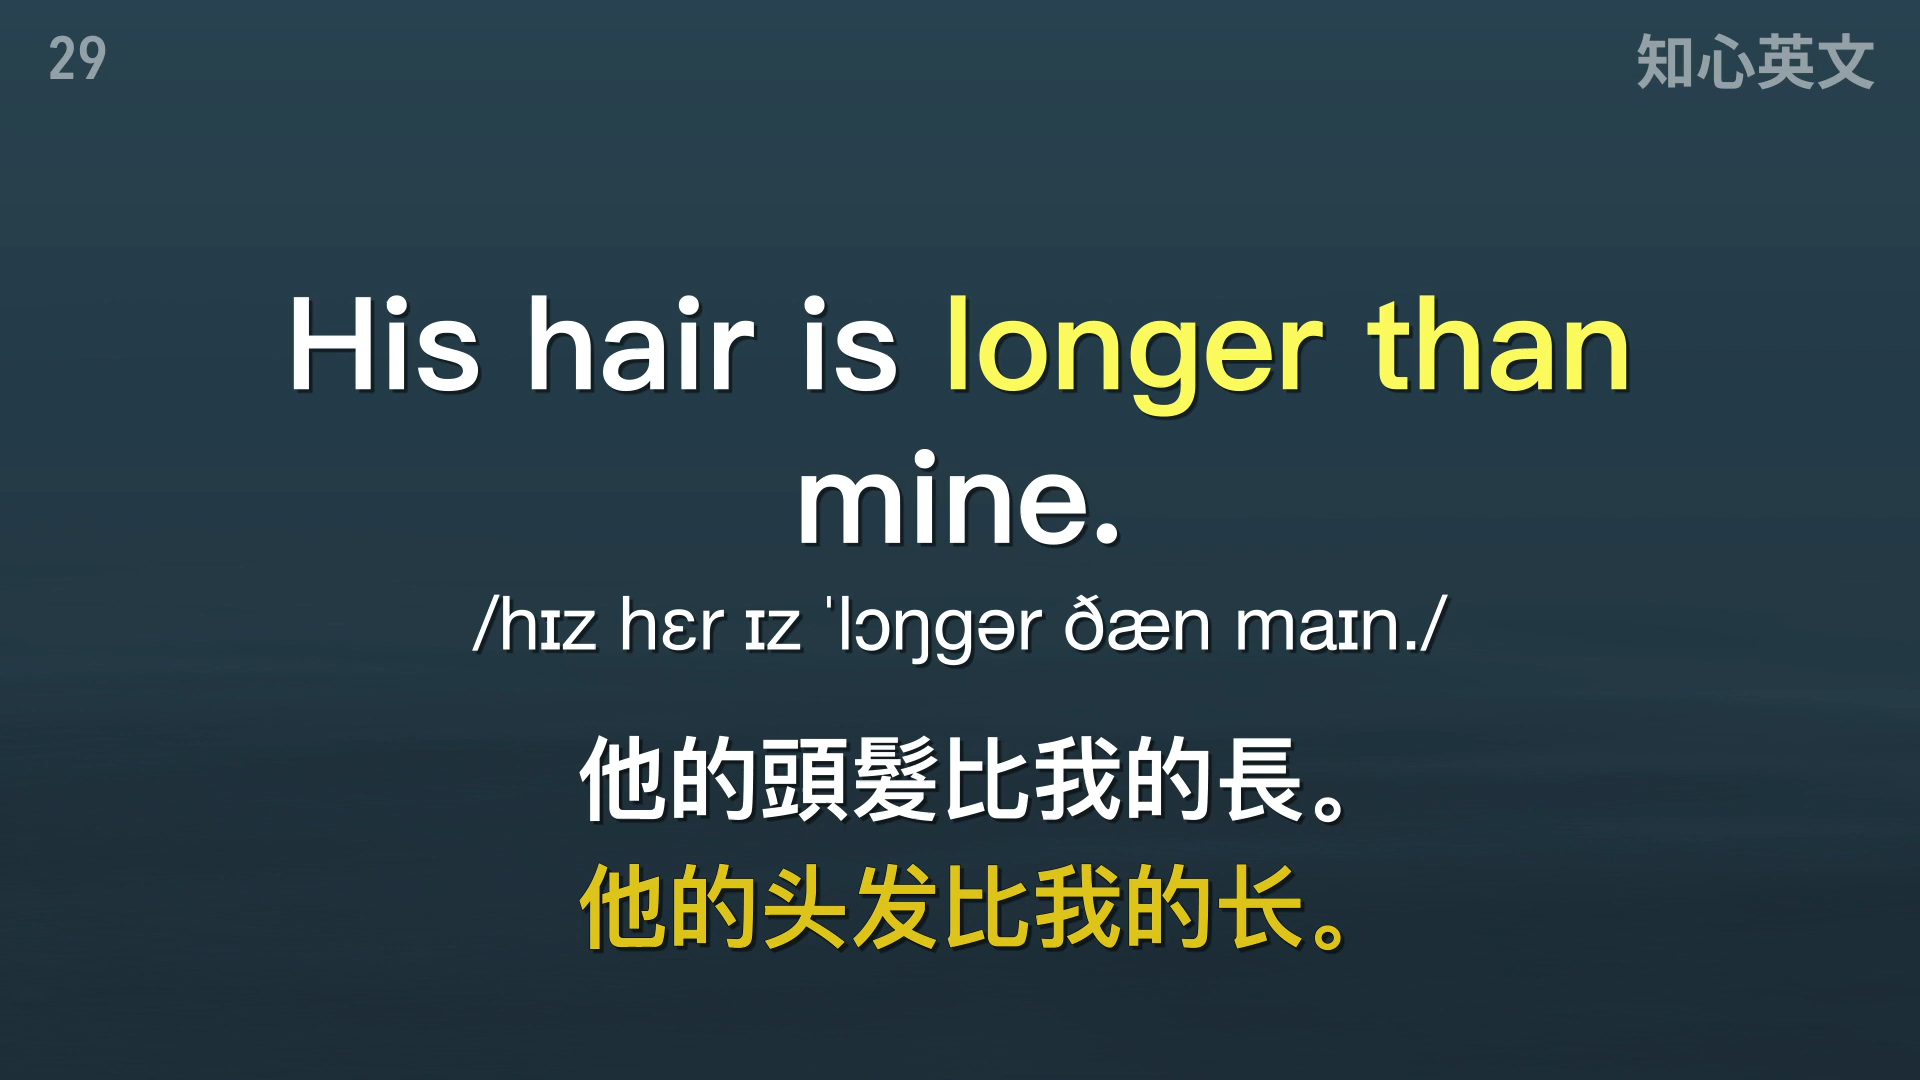 29
知心英文
His hair is longer than
mine.
/hɪz hɛr ɪz ˈlɔŋgər ðæn maɪn./
他的頭髮比我的長。
他的头发比我的长。